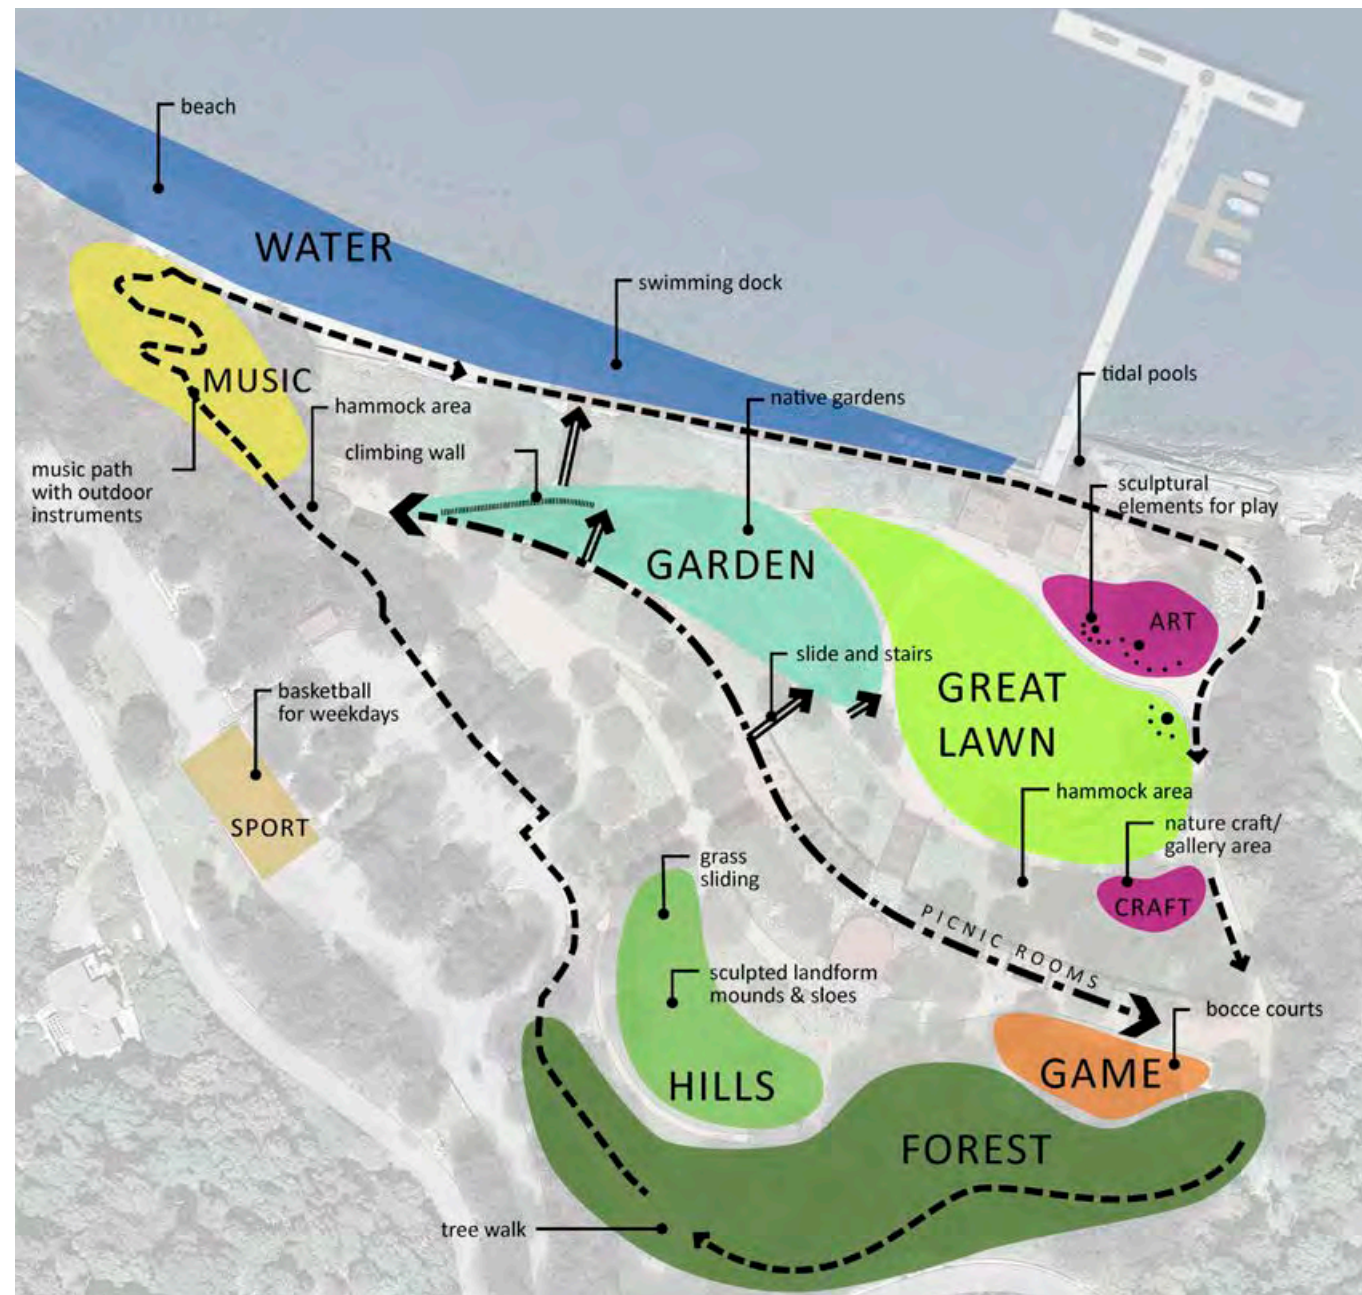 beach
WATER
swimming dock
tidal pools
native gardens
MUSIC
hammock area
climbing wall
music path
with outdoor
instruments
sculptural
elements for play
GARDEN
ART
slide and stairs
GREAT
LAWN
basketball
for weekdays
hammock area
SPORT
nature craft/
gallery area
grass
sliding
CRAFT
PICNIC ROOMS
sculpted landform
mounds & sloes
bocce courts
GAME
HILLS
FOREST
tree walk